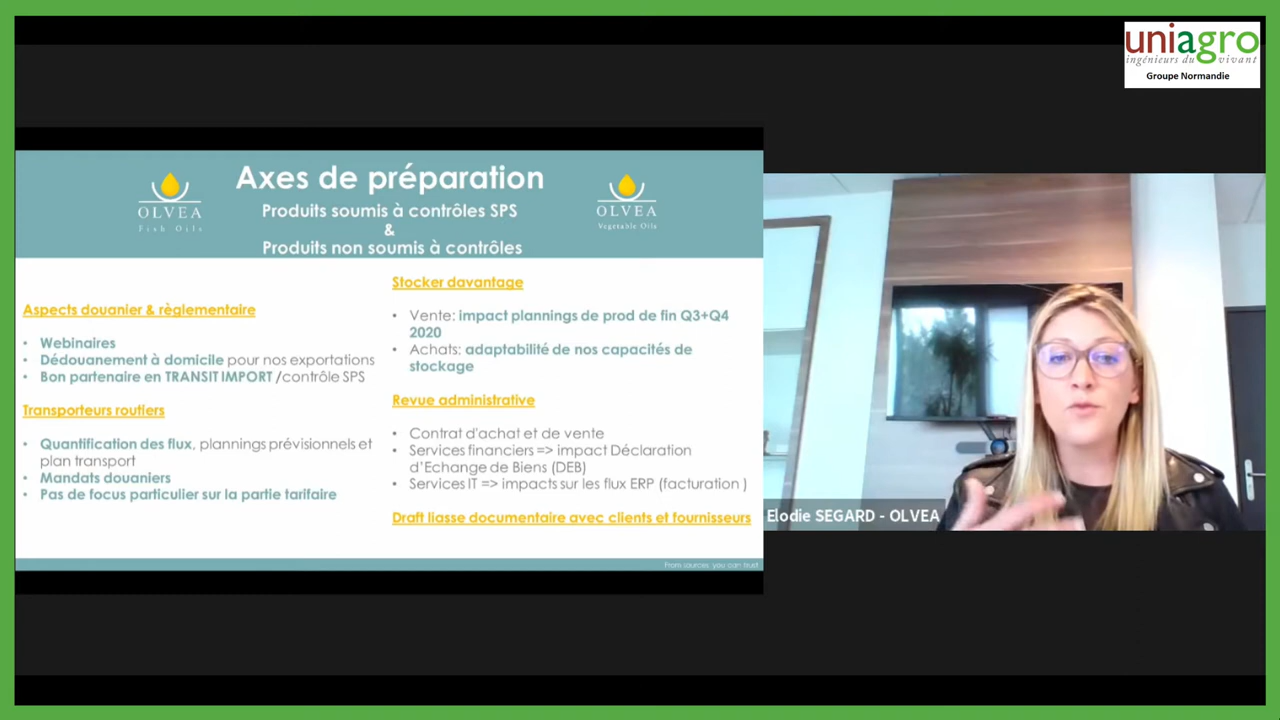 uniagro
ingénieurs du vivant
Groupe Normandie
OLVEA
Fish Oils
Axes de préparation
Produits soumis à contrôles SPS
&
Produits non soumis à contrôles
OLVEA
Vegetable Oils
Aspects douanier & règlementaire
• Webinaires
• Dédouanement à domicile pour nos exportations
• Bon partenaire en TRANSIT IMPORT /contrôle SPS
Transporteurs routiers
• Quantification des flux, plannings prévisionnels et
plan transport
• Mandats douaniers
• Pas de focus particulier sur la partie tarifaire
Stocker davantage
• Vente: impact plannings de prod de fin Q3+Q4
2020
• Achats: adaptabilité de nos capacités de
stockage
Revue administrative
• Contrat d'achat et de vente
• Services financiers => impact Déclaration
d'Echange de Biens (DEB)
• Services IT => impacts sur les flux ERP (facturation )
Draft liasse documentaire avec clients et fournisseurs
From sources, you can trust
Elodie SEGARD - OLVEA